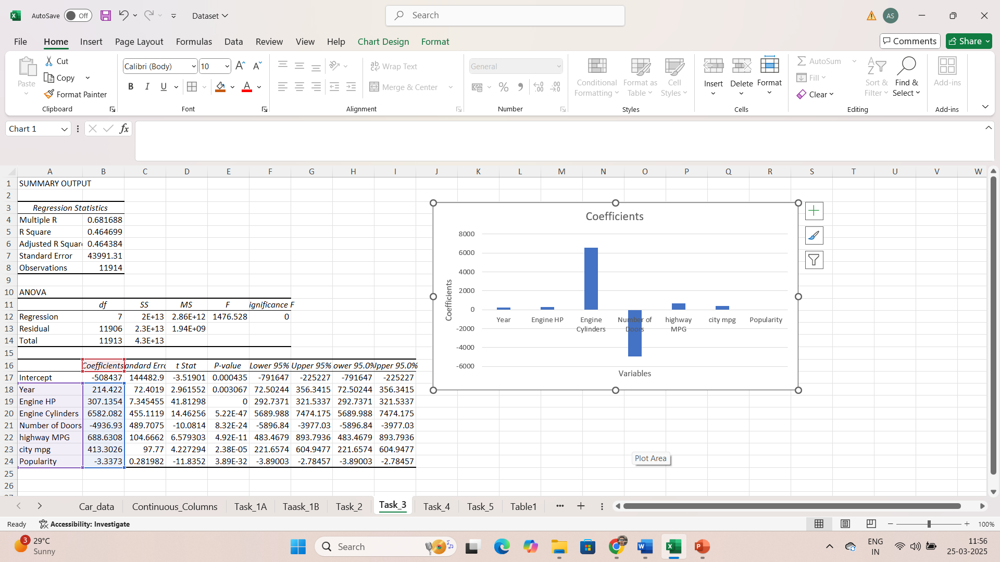 AutoSave Off Dataset Search AS
File Home Insert Page Layout Formulas Data Review View Help Chart Design Format Comments Share
Paste Cut Copy Format Painter Clipboard
Calibri (Body) 10 B I U A Font
Wrap Text Merge & Center Alignment
General % Number
Conditional Formatting Format as Table Cell Styles Styles
Insert Delete Format Cells
AutoSum Fill Clear Sort & Filter Find & Select Editing
Add-ins Add-ins
Chart 1 fx
A B C D E F G H I J K L M N O P Q R S T U V W
1 SUMMARY OUTPUT
2
3 Regression Statistics
4 Multiple R 0.681688
5 R Square 0.464699
6 Adjusted R Squar 0.464384
7 Standard Error 43991.31
8 Observations 11914
9
10 ANOVA
11 df SS MS F ignificance F
12 Regression 7 2E+13 2.86E+12 1476.528 0
13 Residual 11906 2.3E+13 1.94E+09
14 Total 11913 4.3E+13
15
16 Coefficients andard Erro t Stat P-value Lower 95% Upper 95% ower 95.0% Upper 95.0%
17 Intercept -508437 144482.9 -3.51901 0.000435 -791647 -225227 -791647 -225227
18 Year 214.422 72.4019 2.961552 0.003067 72.50244 356.3415 72.50244 356.3415
19 Engine HP 307.1354 7.345455 41.81298 0 292.7371 321.5337 292.7371 321.5337
20 Engine Cylinders 6582.082 455.1119 14.46256 5.22E-47 5689.988 7474.175 5689.988 7474.175
21 Number of Doors -4936.93 489.7075 -10.0814 8.32E-24 -5896.84 -3977.03 -5896.84 -3977.03
22 highway MPG 688.6308 104.6662 6.579303 4.92E-11 483.4679 893.7936 483.4679 893.7936
23 city mpg 413.3026 97.77 4.227294 2.38E-05 221.6574 604.9477 221.6574 604.9477
24 Popularity -3.3373 0.281982 -11.8352 3.89E-32 -3.89003 -2.78457 -3.89003 -2.78457
25
26
Coefficients
8000
6000
4000
2000
0
-2000
-4000
-6000
Coefficients
Year Engine HP Engine Cylinders Number of Doors highway MPG city mpg Popularity
Variables
Plot Area
Car_data Continuous_Columns Task_1A Taask_1B Task_2 Task_3 Task_4 Task_5 Table1
Ready Accessibility: Investigate 100%
3 29°C
Sunny
Search
ENG
IN
11:56
25-03-2025